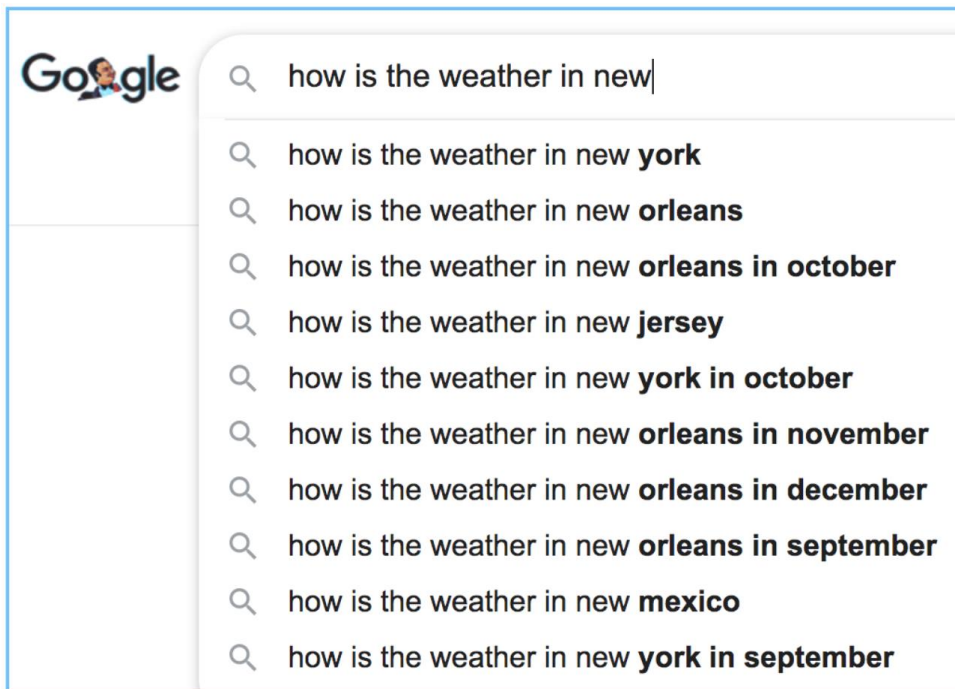 Google
how is the weather in new
how is the weather in new york
how is the weather in new orleans
how is the weather in new orleans in october
how is the weather in new jersey
how is the weather in new york in october
how is the weather in new orleans in november
how is the weather in new orleans in december
how is the weather in new orleans in september
how is the weather in new mexico
how is the weather in new york in september